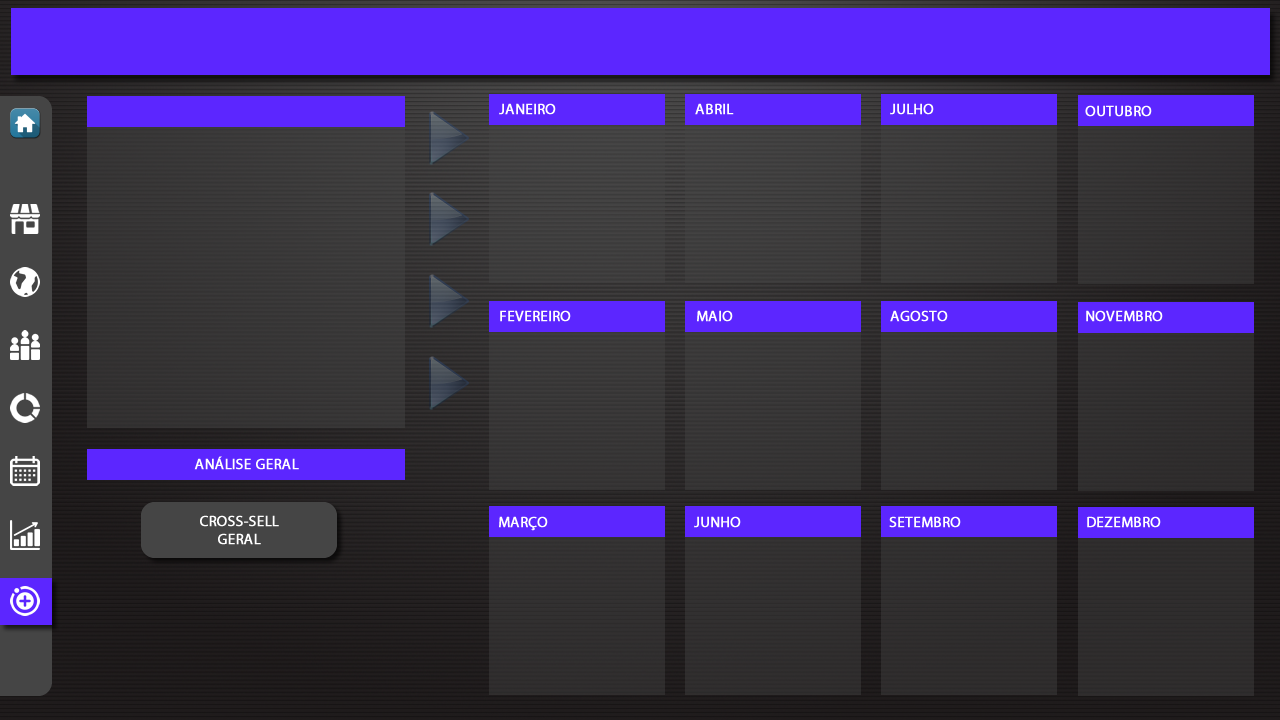 JANEIRO
ABRIL
JULHO
OUTUBRO
FEVEREIRO
MAIO
AGOSTO
NOVEMBRO
ANÁLISE GERAL
CROSS-SELL
GERAL
MARÇO
JUNHO
SETEMBRO
DEZEMBRO